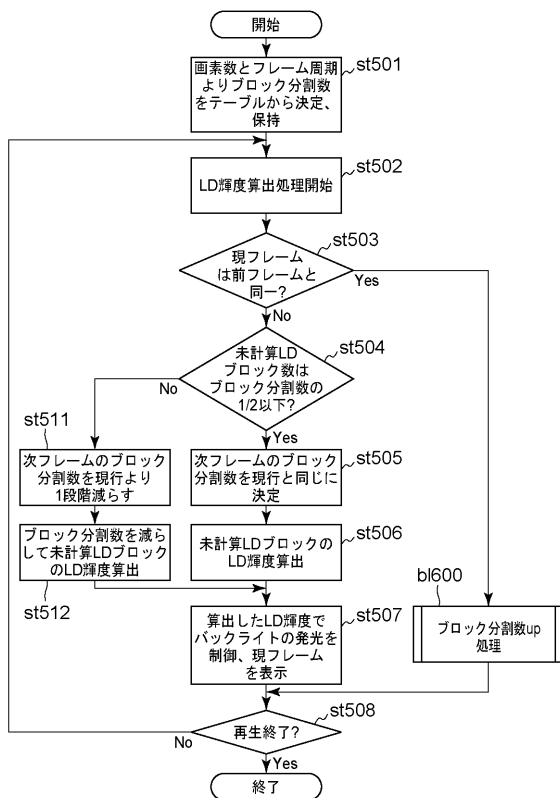 開始
画素数とフレーム周期
よりブロック分割数
をテーブルから決定、
保持
st501
LD輝度算出処理開始
st502
現フレーム
は前フレームと
同一?
st503
Yes
No
未計算LD
ブロック数は
ブロック分割数の
1/2以下?
st504
No
Yes
st511
次フレームのブロック
分割数を現行より
1段階減らす
次フレームのブロック
分割数を現行と同じに
決定
st505
ブロック分割数を減ら
して未計算LDブロック
のLD輝度算出
st512
未計算LDブロックの
LD輝度算出
st506
算出したLD輝度で
バックライトの発光を
制御、現フレーム
を表示
st507
bl600
ブロック分割数up
処理
再生終了?
st508
No
Yes
終了